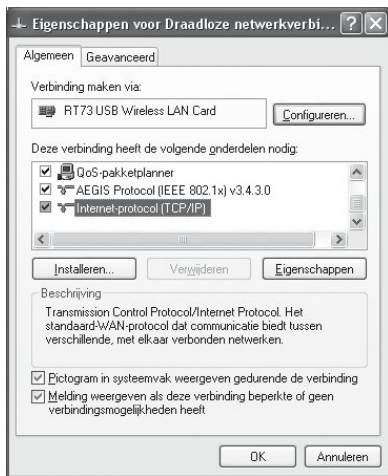 Eigenschappen voor Draadloze netwerkverbi...
Algemeen Geavanceerd
Verbinding maken via:
RT73 USB Wireless LAN Card
Configureren...
Deze verbinding heeft de volgende onderdelen nodig:
QoS-pakketplanner
AEGIS Protocol (IEEE 802.1x) v3.4.3.0
Internet-protocol (TCP/IP)
Installeren... Verwijderen Eigenschappen
Beschrijving
Transmission Control Protocol/Internet Protocol. Het
standaard-WAN-protocol dat communicatie biedt tussen
verschillende, met elkaar verbonden netwerken.
Pictogram in systeemvak weergeven gedurende de verbinding
Melding weergeven als deze verbinding beperkte of geen
verbindingsmogelijkheden heeft
OK Annuleren